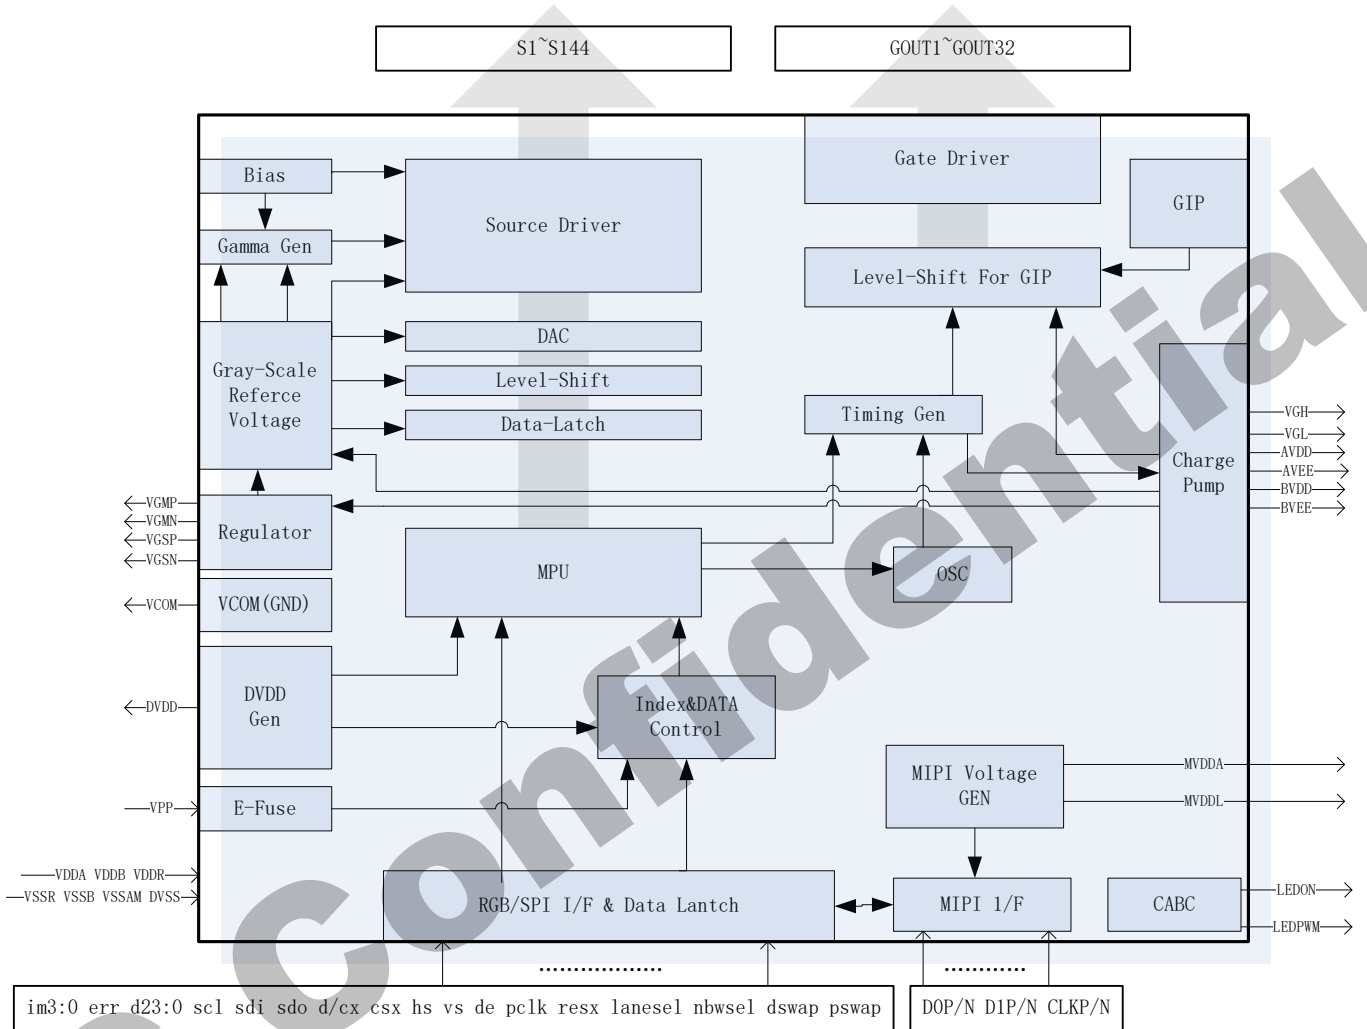 S1~S144
GOUT1~GOUT32
Bias
Gamma Gen
Source Driver
Gate Driver
GIP
Level-Shift For GIP
Gray-Scale
Referce
Voltage
DAC
Level-Shift
Data-Latch
Timing Gen
Charge
Pump
VGH
VGL
AVDD
AVEE
BVDD
BVEE
VGMP
VGMN
VGSP
VGSN
Regulator
VCOM
VCOM(GND)
MPU
OSC
DVDD
DVDD
Gen
Index&DATA
Control
VPP
E-Fuse
MIPI Voltage
GEN
MVDDA
MVDDL
VDDA VDDB VDDR
VSSR VSSB VSSAM DVSS
RGB/SPI I/F & Data Lantch
MIPI 1/F
CABC
LEDON
LEDPWM
im3:0 err d23:0 scl sdi sdo d/cx csx hs vs de pclk resx lanesel nbwsel dswap pswap
D0P/N D1P/N CLKP/N
Confidential